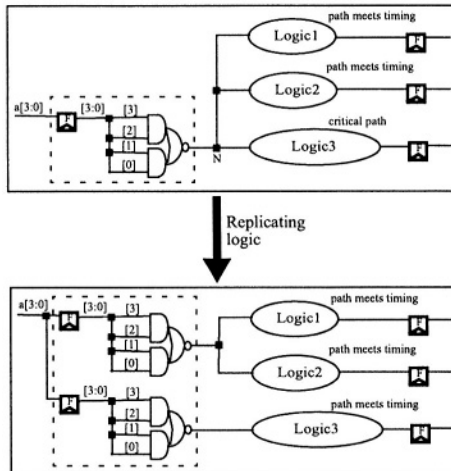 path meets timing
Logic1
F
path meets timing
Logic2
F
a[3:0]
F
[3:0]
[3]
[2]
[1]
[0]
N
critical path
Logic3
F
Replicating
logic
a[3:0]
F
[3:0]
[3]
[2]
[1]
[0]
path meets timing
Logic1
F
path meets timing
Logic2
F
F
[3:0]
[3]
[2]
[1]
[0]
path meets timing
Logic3
F